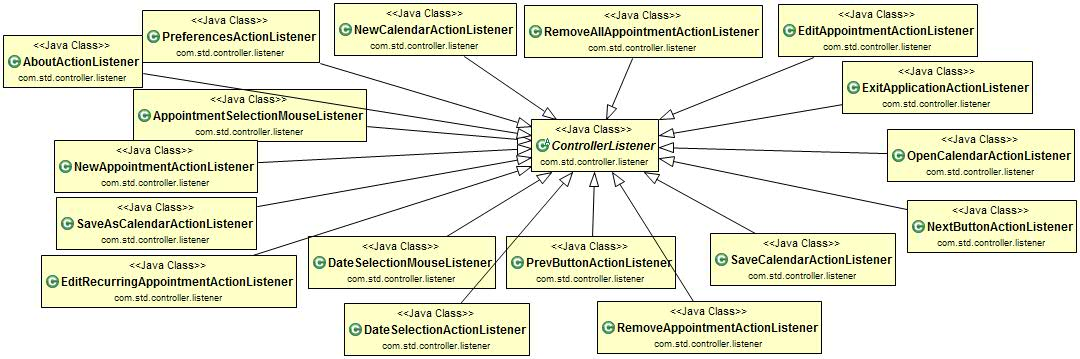 <<Java Class>>
PreferencesActionListener
com.std.controller.listener
<<Java Class>>
NewCalendarActionListener
com.std.controller.listener
<<Java Class>>
RemoveAllAppointmentActionListener
com.std.controller.listener
<<Java Class>>
EditAppointmentActionListener
com.std.controller.listener
<<Java Class>>
AboutActionListener
com.std.controller.listener
<<Java Class>>
ExitApplicationActionListener
com.std.controller.listener
<<Java Class>>
AppointmentSelectionMouseListener
com.std.controller.listener
<<Java Class>>
ControllerListener
com.std.controller.listener
<<Java Class>>
OpenCalendarActionListener
com.std.controller.listener
<<Java Class>>
NewAppointmentActionListener
com.std.controller.listener
<<Java Class>>
SaveAsCalendarActionListener
com.std.controller.listener
<<Java Class>>
NextButtonActionListener
com.std.controller.listener
<<Java Class>>
EditRecurringAppointmentActionListener
com.std.controller.listener
<<Java Class>>
DateSelectionMouseListener
com.std.controller.listener
<<Java Class>>
PrevButtonActionListener
com.std.controller.listener
<<Java Class>>
SaveCalendarActionListener
com.std.controller.listener
<<Java Class>>
DateSelectionActionListener
com.std.controller.listener
<<Java Class>>
RemoveAppointmentActionListener
com.std.controller.listener